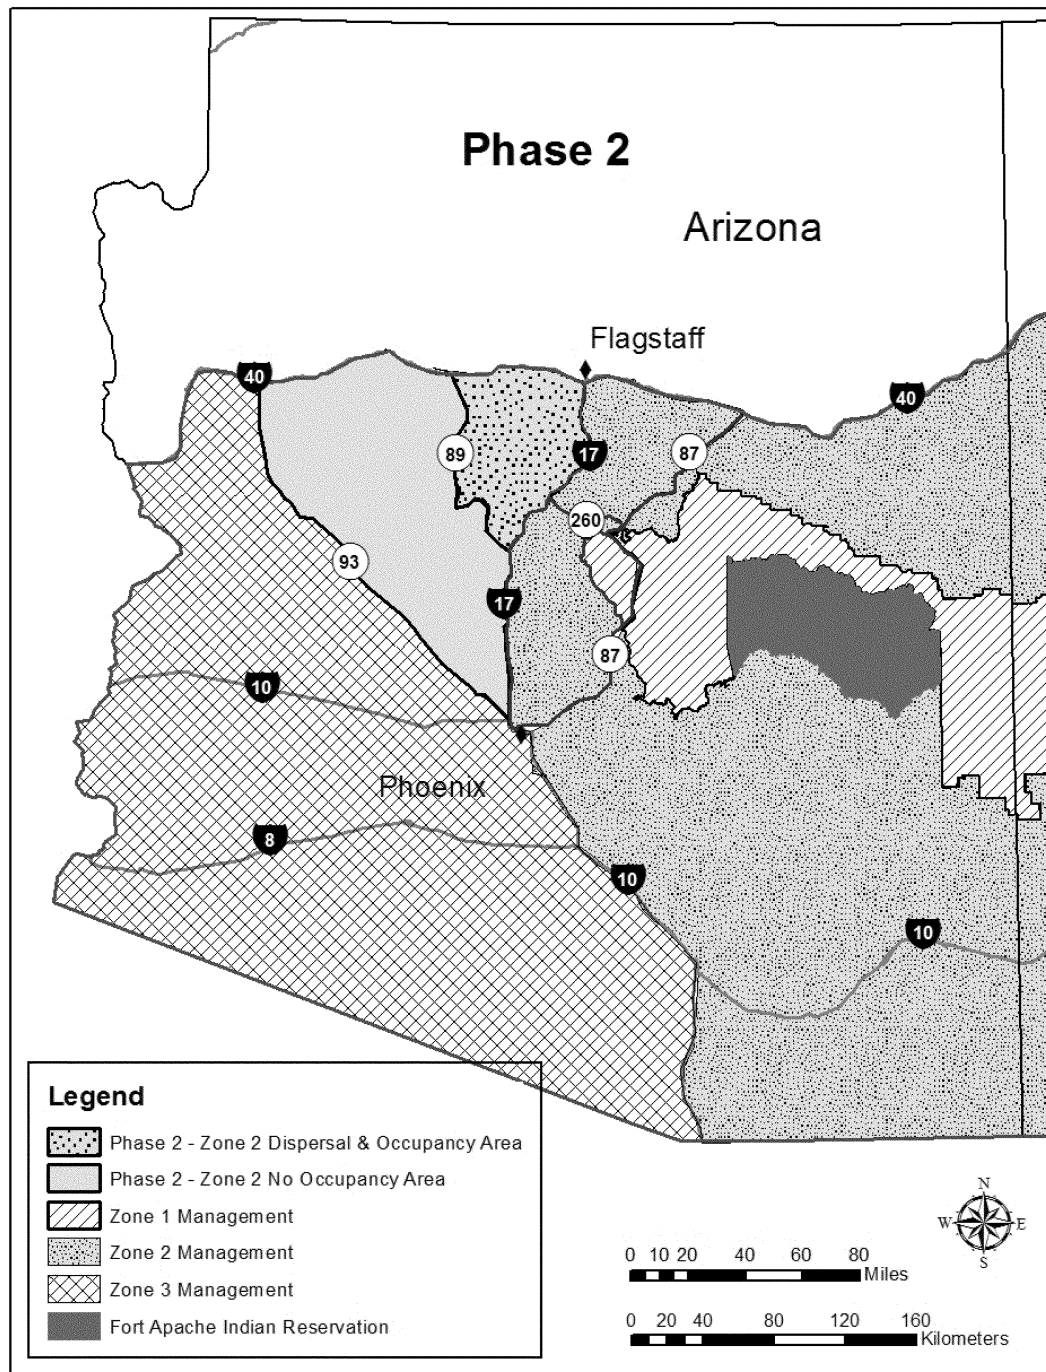 Phase 2
Arizona
Flagstaff
40
40
89
17
87
260
93
17
87
10
Phoenix
8
10
10
Legend
Phase 2 - Zone 2 Dispersal & Occupancy Area
Phase 2 - Zone 2 No Occupancy Area
Zone 1 Management
Zone 2 Management
Zone 3 Management
Fort Apache Indian Reservation
N
W E
S
0 10 20 40 60 80
Miles
0 20 40 80 120 160
Kilometers